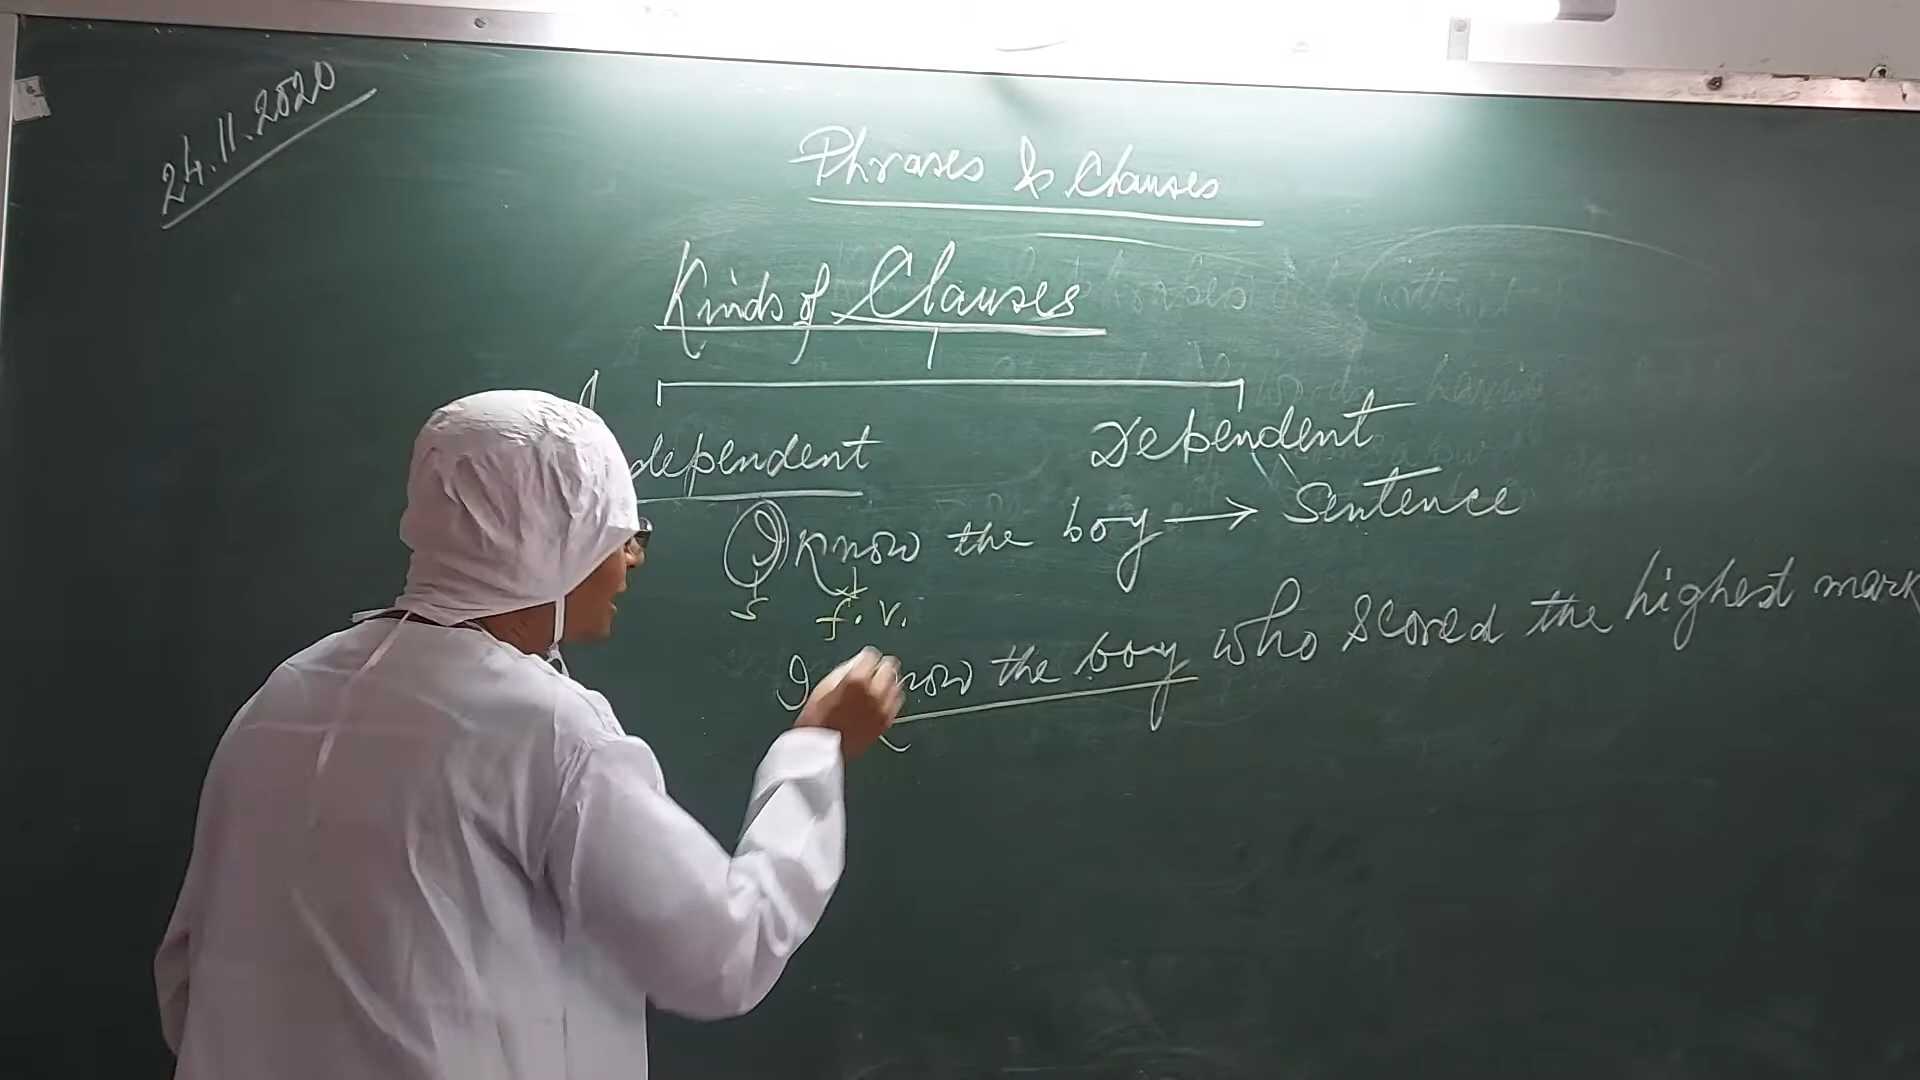 24.11.2020
Phrases & Clauses
Kinds of Clauses
dependent Dependent
I know the boy → Sentence
S f.v.
I now the boy who scored the highest mark